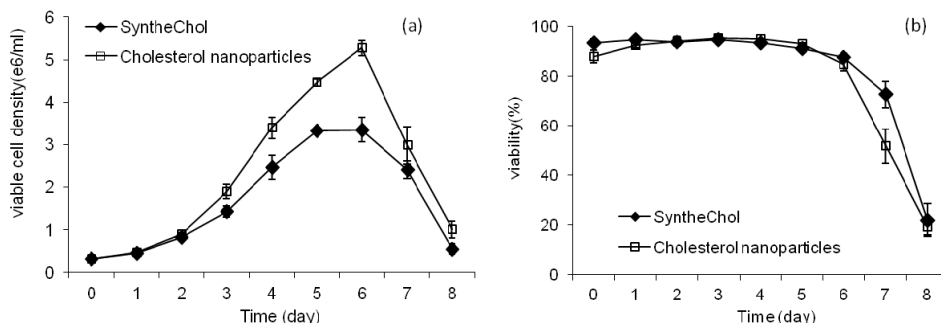 (a)
SyntheChol
Cholesterol nanoparticles
viable cell density(e6/ml)
6
5
4
3
2
1
0
0 1 2 3 4 5 6 7 8
Time (day)
(b)
SyntheChol
Cholesterol nanoparticles
viability(%)
100
80
60
40
20
0
0 1 2 3 4 5 6 7 8
Time (day)